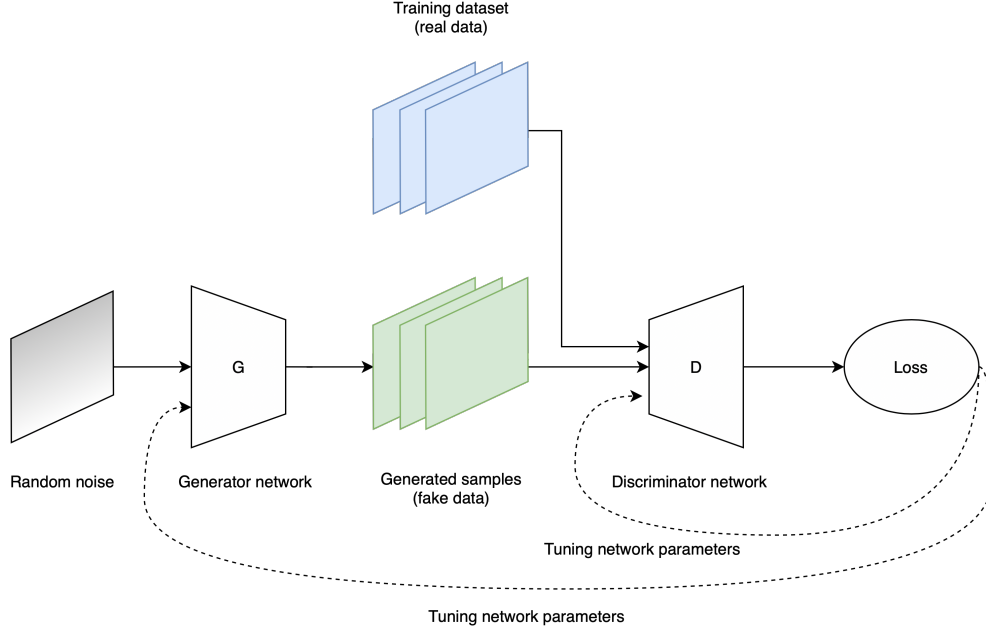 Training dataset
(real data)
G
D
Loss
Random noise
Generator network
Generated samples
(fake data)
Discriminator network
Tuning network parameters
Tuning network parameters